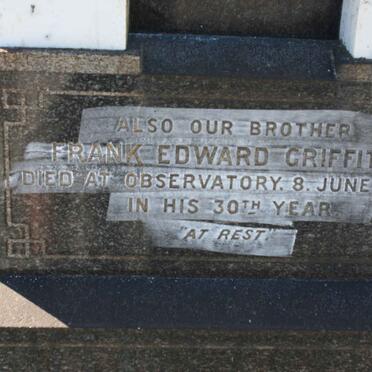 ALSO OUR BROTHER
FRANK EDWARD GRIFFIT
DIED AT OBSERVATORY. 8. JUNE
IN HIS 30TH YEAR
"AT REST."